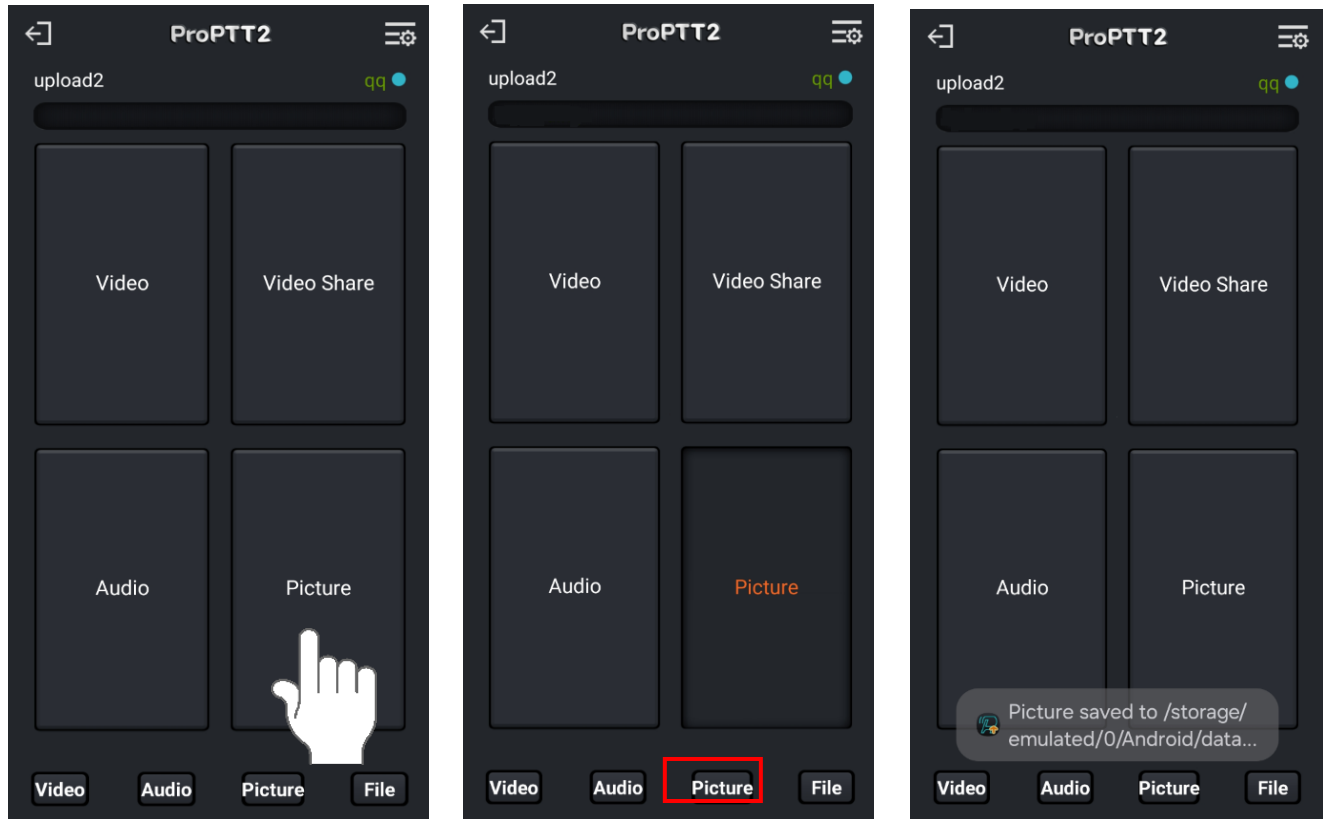 ProPTT2
upload2 qq
Video Video Share
Audio Picture
Video Audio Picture File
ProPTT2
upload2 qq
Video Video Share
Audio Picture
Video Audio Picture File
ProPTT2
upload2 qq
Video Video Share
Audio Picture
Picture saved to /storage/
emulated/0/Android/data...
Video Audio Picture File